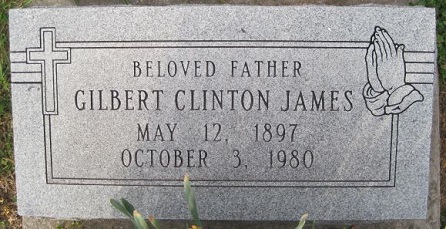 BELOVED FATHER
GILBERT CLINTON JAMES
MAY 12, 1897
OCTOBER 3, 1980